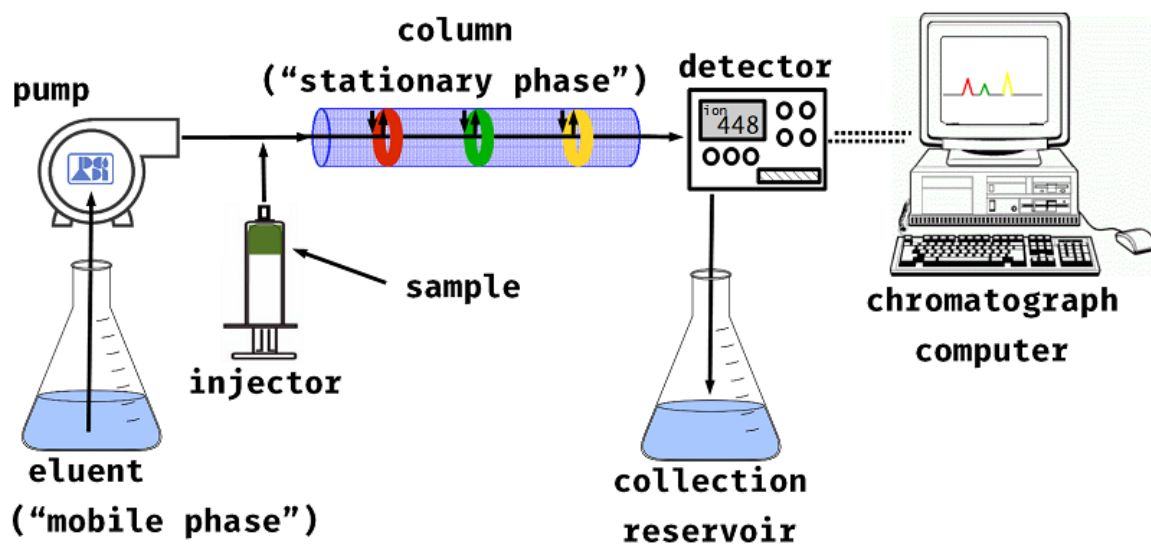 column
(“stationary phase”)
pump
detector
ion
448
sample
injector
eluent
(“mobile phase”)
collection
reservoir
chromatograph
computer